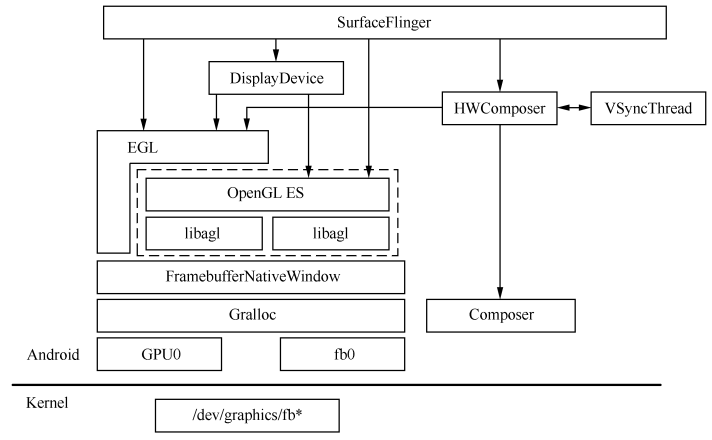 SurfaceFlinger
DisplayDevice
HWComposer
VSyncThread
EGL
OpenGL ES
libagl
libagl
FramebufferNativeWindow
Gralloc
Composer
Android
GPU0
fb0
Kernel
/dev/graphics/fb*